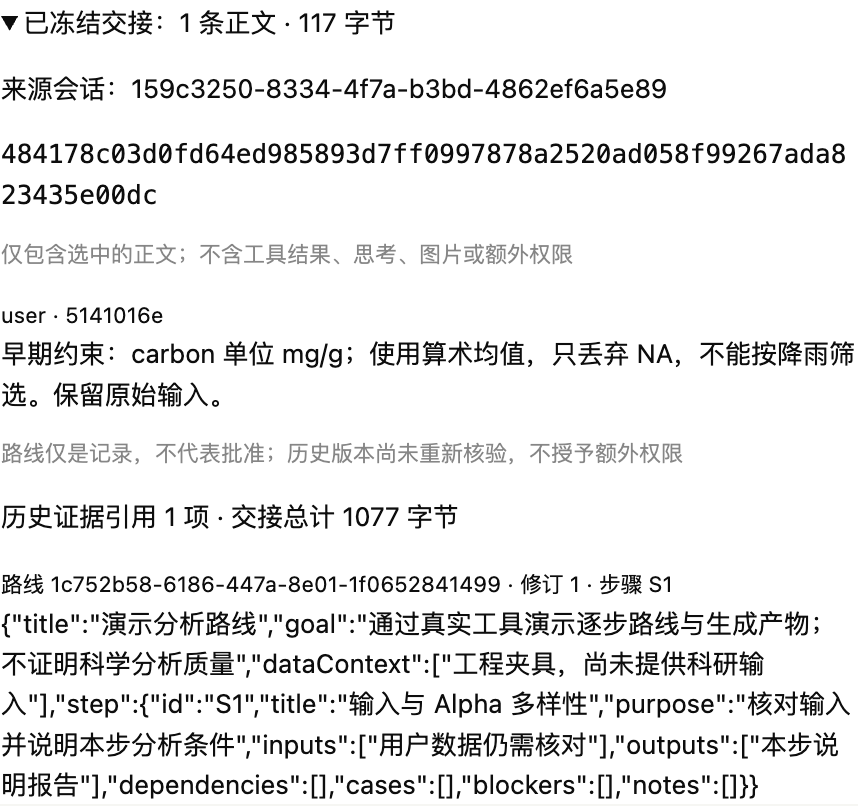 ▼已冻结交接：1 条正文 · 117 字节
来源会话：159c3250-8334-4f7a-b3bd-4862ef6a5e89
484178c03d0fd64ed985893d7ff0997878a2520ad058f99267ada8
23435e00dc
仅包含选中的正文；不含工具结果、思考、图片或额外权限
user · 5141016e
早期约束：carbon 单位 mg/g；使用算术均值，只丢弃 NA，不能按降雨筛
选。保留原始输入。
路线仅是记录，不代表批准；历史版本尚未重新核验，不授予额外权限
历史证据引用 1 项 · 交接总计 1077 字节
路线 1c752b58-6186-447a-8e01-1f0652841499 · 修订 1 · 步骤 S1
{"title":"演示分析路线","goal":"通过真实工具演示逐步路线与生成产物；
不证明科学分析质量","dataContext":["工程夹具，尚未提供科研输
入"],"step":{"id":"S1","title":"输入与 Alpha 多样性","purpose":"核对输入
并说明本步分析条件","inputs":["用户数据仍需核对"],"outputs":["本步说
明报告"],"dependencies":[],"cases":[],"blockers":[],"notes":[]}}